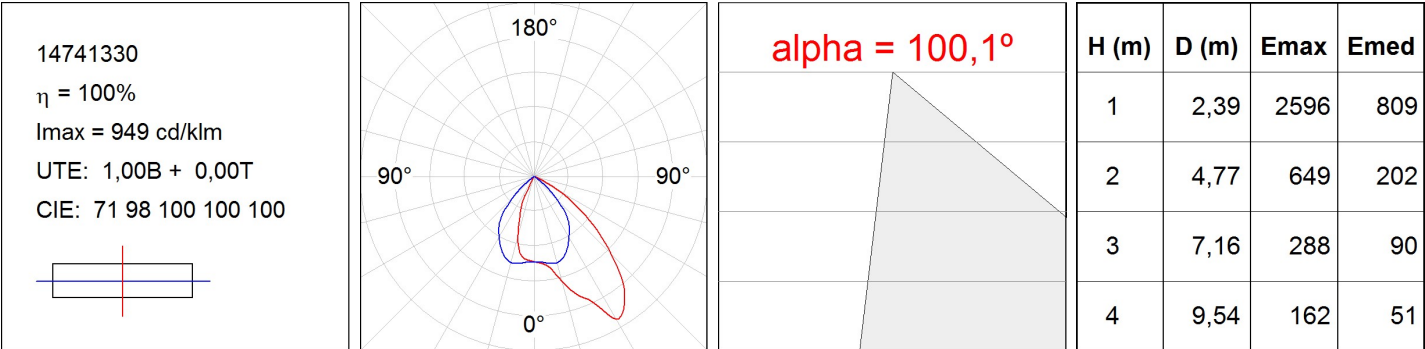 14741330
η = 100%
Imax = 949 cd/klm
UTE: 1,00B + 0,00T
CIE: 71 98 100 100 100
180°
90° 90°
0°
alpha = 100,1º
H (m) D (m) Emax Emed
1 2,39 2596 809
2 4,77 649 202
3 7,16 288 90
4 9,54 162 51